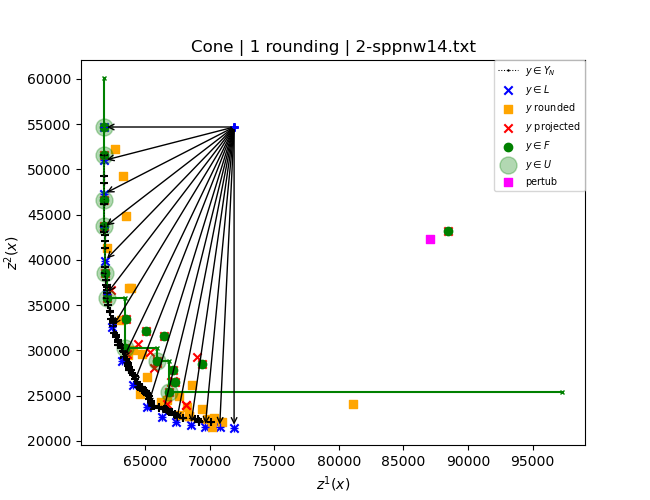 Cone | 1 rounding | 2-sppnw14.txt
60000
55000
50000
45000
40000
35000
30000
25000
20000
z²(x)
y ∈ Y_N
y ∈ L
y rounded
y projected
y ∈ F
y ∈ U
pertub
65000 70000 75000 80000 85000 90000 95000
z¹(x)